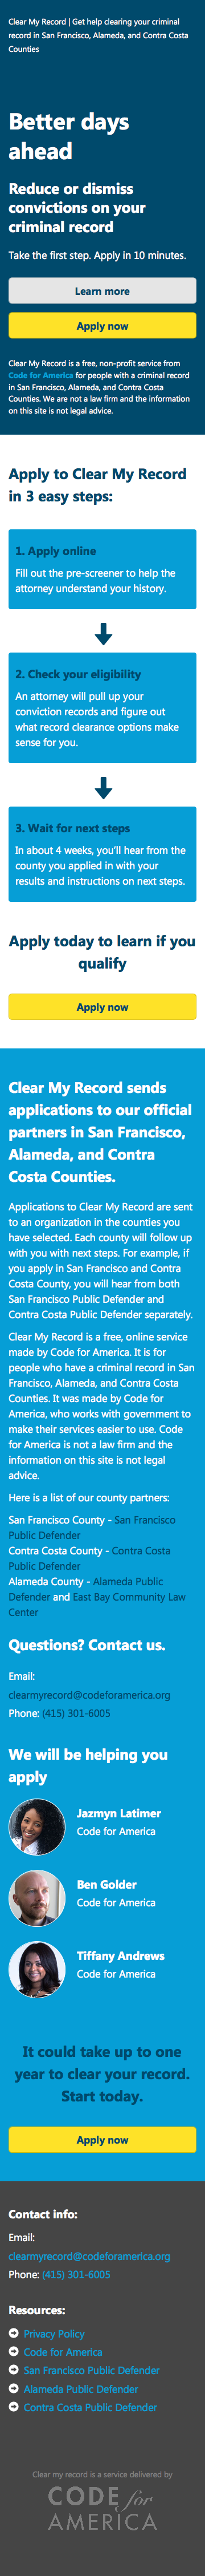 Clear My Record | Get help clearing your criminal
record in San Francisco, Alameda, and Contra Costa
Counties
Better days
ahead
Reduce or dismiss
convictions on your
criminal record
Take the first step. Apply in 10 minutes.
Learn more
Apply now
Clear My Record is a free, non-profit service from
Code for America for people with a criminal record
in San Francisco, Alameda, and Contra Costa
Counties. We are not a law firm and the information
on this site is not legal advice.
Apply to Clear My Record
in 3 easy steps:
1. Apply online
Fill out the pre-screener to help the
attorney understand your history.
2. Check your eligibility
An attorney will pull up your
conviction records and figure out
what record clearance options make
sense for you.
3. Wait for next steps
In about 4 weeks, you'll hear from the
county you applied in with your
results and instructions on next steps.
Apply today to learn if you
qualify
Apply now
Clear My Record sends
applications to our official
partners in San Francisco,
Alameda, and Contra
Costa Counties.
Applications to Clear My Record are sent
to an organization in the counties you
have selected. Each county will follow up
with you with next steps. For example, if
you apply in San Francisco and Contra
Costa County, you will hear from both
San Francisco Public Defender and
Contra Costa Public Defender separately.
Clear My Record is a free, online service
made by Code for America. It is for
people who have a criminal record in San
Francisco, Alameda, and Contra Costa
Counties. It was made by Code for
America, who works with government to
make their services easier to use. Code
for America is not a law firm and the
information on this site is not legal
advice.
Here is a list of our county partners:
San Francisco County - San Francisco
Public Defender
Contra Costa County - Contra Costa
Public Defender
Alameda County - Alameda Public
Defender and East Bay Community Law
Center
Questions? Contact us.
Email:
clearmyrecord@codeforamerica.org
Phone: (415) 301-6005
We will be helping you
apply
Jazmyn Latimer
Code for America
Ben Golder
Code for America
Tiffany Andrews
Code for America
It could take up to one
year to clear your record.
Start today.
Apply now
Contact info:
Email:
clearmyrecord@codeforamerica.org
Phone: (415) 301-6005
Resources:
Privacy Policy
Code for America
San Francisco Public Defender
Alameda Public Defender
Contra Costa Public Defender
Clear my record is a service delivered by
CODE for
AMERICA